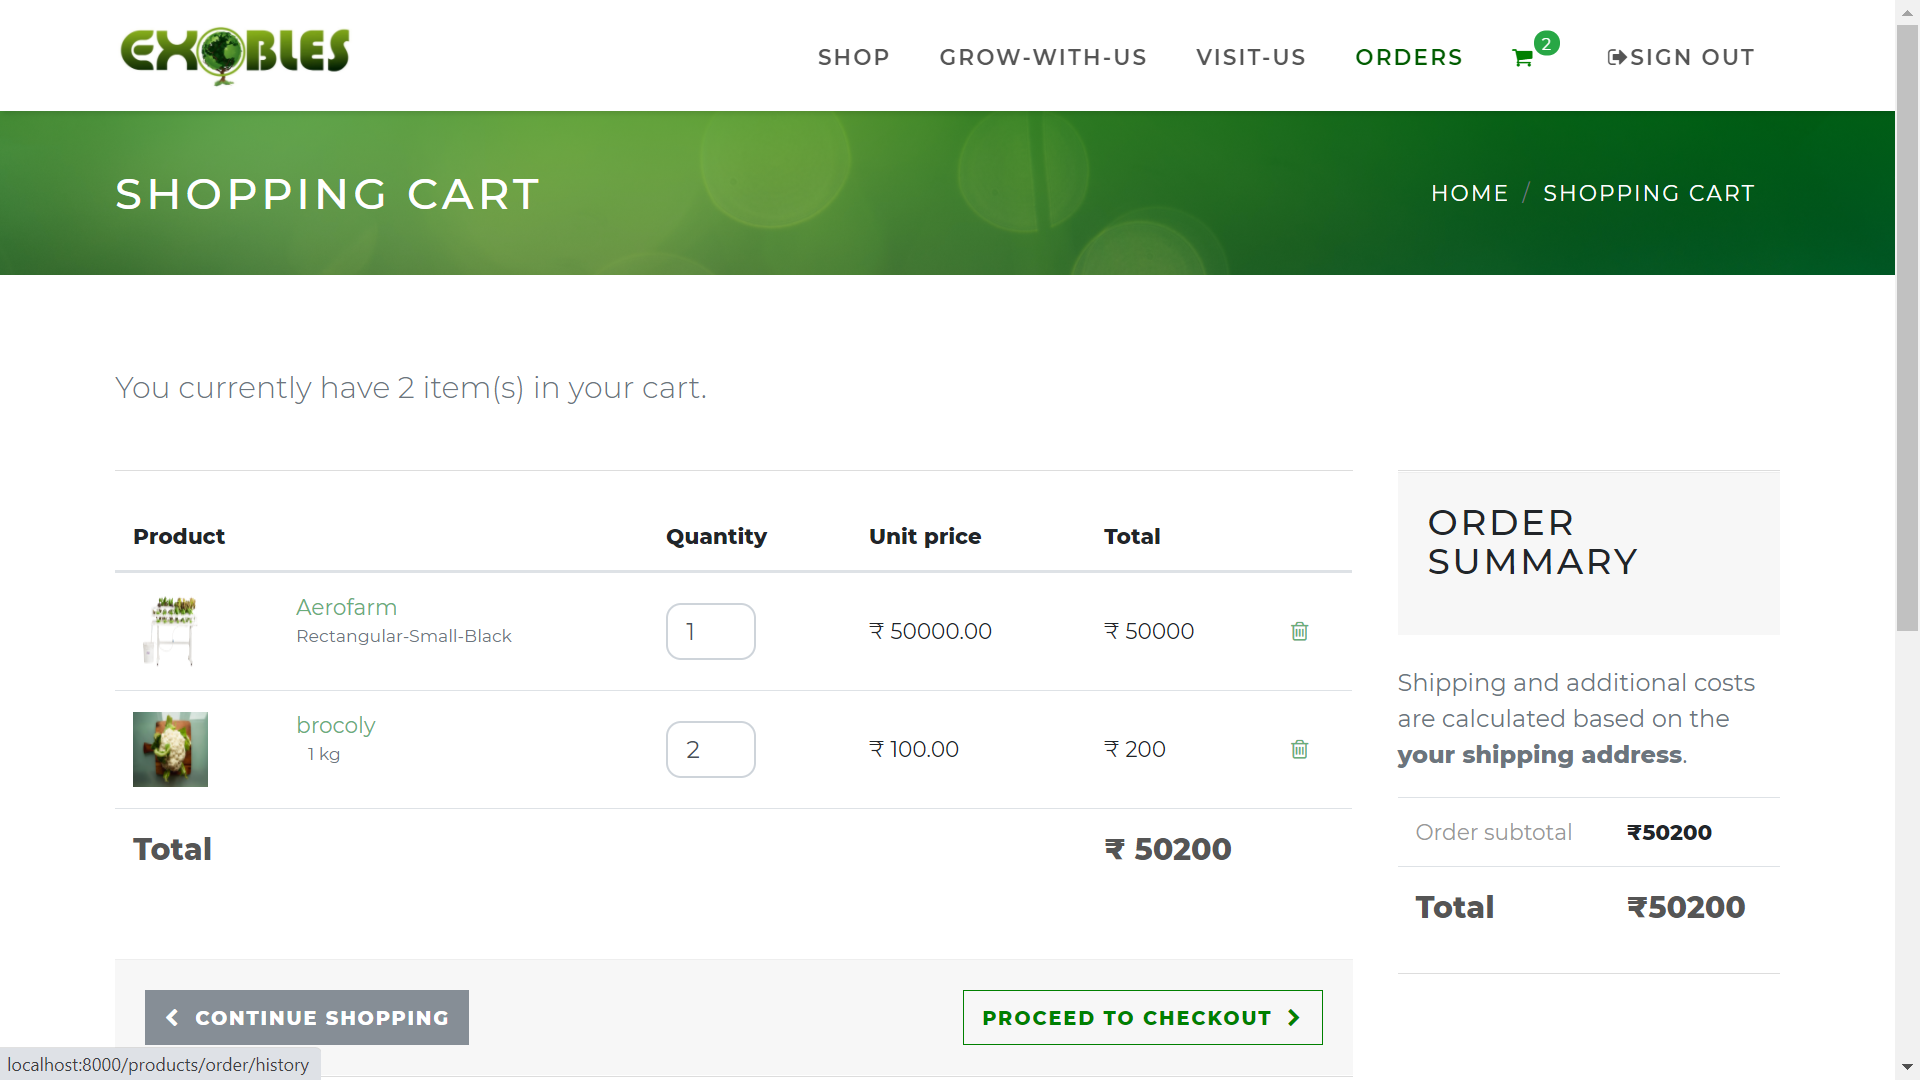 EXOBLES
SHOP GROW-WITH-US VISIT-US ORDERS 2 SIGN OUT
SHOPPING CART
HOME / SHOPPING CART
You currently have 2 item(s) in your cart.
Product Quantity Unit price Total
Aerofarm
Rectangular-Small-Black
1 ₹ 50000.00 ₹ 50000
brocoly
1 kg
2 ₹ 100.00 ₹ 200
Total ₹ 50200
CONTINUE SHOPPING
PROCEED TO CHECKOUT
ORDER
SUMMARY
Shipping and additional costs
are calculated based on the
your shipping address.
Order subtotal ₹50200
Total ₹50200
localhost:8000/products/order/history